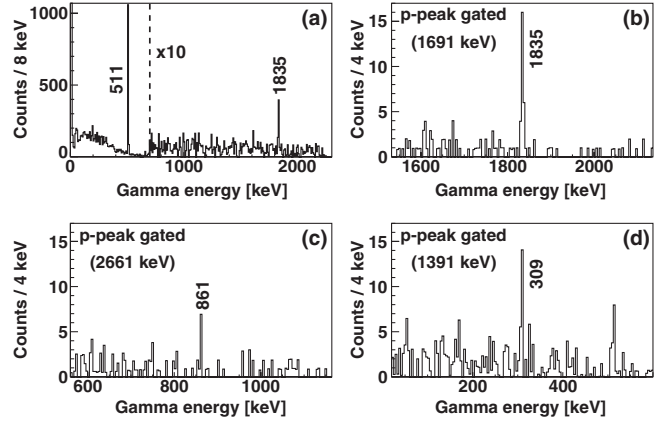 (a)
1000
500
0
511
x10
1835
Counts / 8 keV
0 1000 2000
Gamma energy [keV]
(b)
p-peak gated
(1691 keV)
15
10
5
0
1835
Counts / 4 keV
1600 1800 2000
Gamma energy [keV]
(c)
p-peak gated
(2661 keV)
15
10
5
0
861
Counts / 4 keV
600 800 1000
Gamma energy [keV]
(d)
p-peak gated
(1391 keV)
15
10
5
0
309
Counts / 4 keV
200 400
Gamma energy [keV]